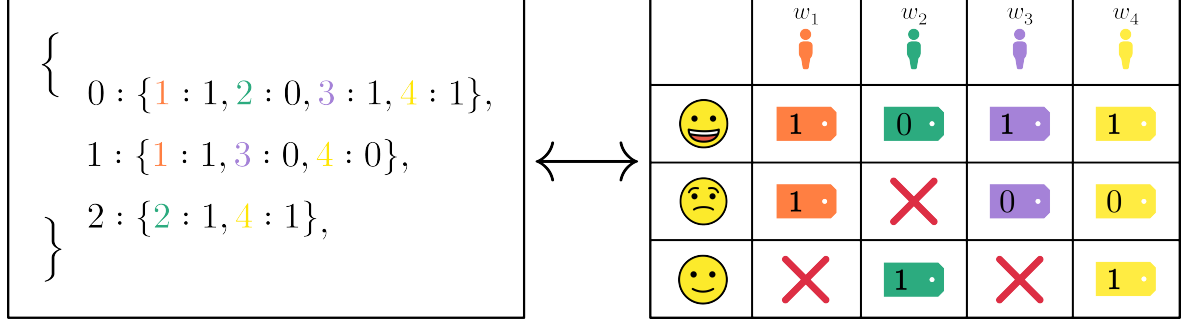 {
0 : {1 : 1, 2 : 0, 3 : 1, 4 : 1},
1 : {1 : 1, 3 : 0, 4 : 0},
2 : {2 : 1, 4 : 1},
}
w₁ w₂ w₃ w₄
1 0 1 1
1 0 0
1 1